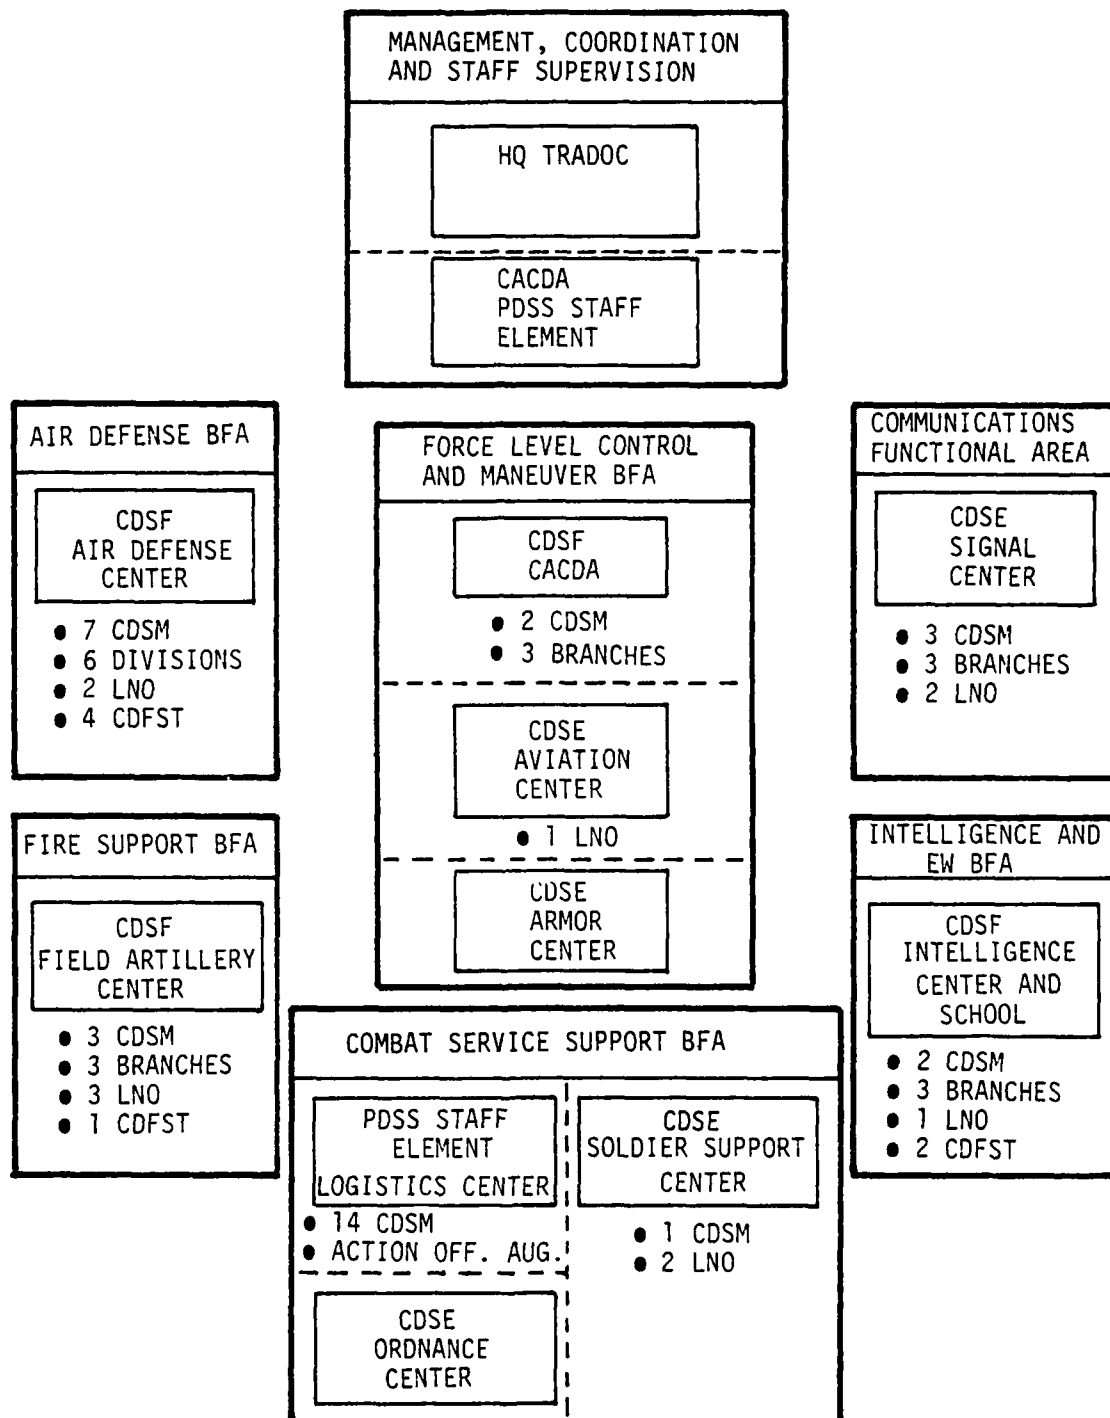 MANAGEMENT, COORDINATION
AND STAFF SUPERVISION
HQ TRADOC
CACDA
PDSS STAFF
ELEMENT
AIR DEFENSE BFA
CDSF
AIR DEFENSE
CENTER
● 7 CDSM
● 6 DIVISIONS
● 2 LNO
● 4 CDFST
FORCE LEVEL CONTROL
AND MANEUVER BFA
CDSF
CACDA
● 2 CDSM
● 3 BRANCHES
CDSE
AVIATION
CENTER
● 1 LNO
CDSE
ARMOR
CENTER
COMMUNICATIONS
FUNCTIONAL AREA
CDSE
SIGNAL
CENTER
● 3 CDSM
● 3 BRANCHES
● 2 LNO
FIRE SUPPORT BFA
CDSF
FIELD ARTILLERY
CENTER
● 3 CDSM
● 3 BRANCHES
● 3 LNO
● 1 CDFST
INTELLIGENCE AND
EW BFA
CDSF
INTELLIGENCE
CENTER AND
SCHOOL
● 2 CDSM
● 3 BRANCHES
● 1 LNO
● 2 CDFST
COMBAT SERVICE SUPPORT BFA
PDSS STAFF
ELEMENT
LOGISTICS CENTER
● 14 CDSM
● ACTION OFF. AUG.
CDSE
SOLDIER SUPPORT
CENTER
● 1 CDSM
● 2 LNO
CDSE
ORDNANCE
CENTER